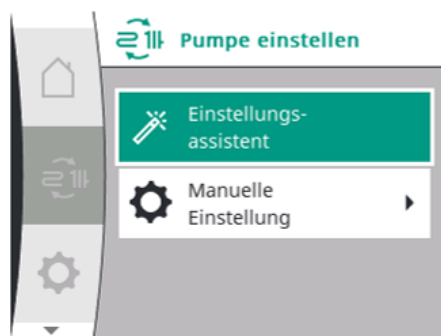 Pumpe einstellen
Einstellungs-
assistent
Manuelle
Einstellung